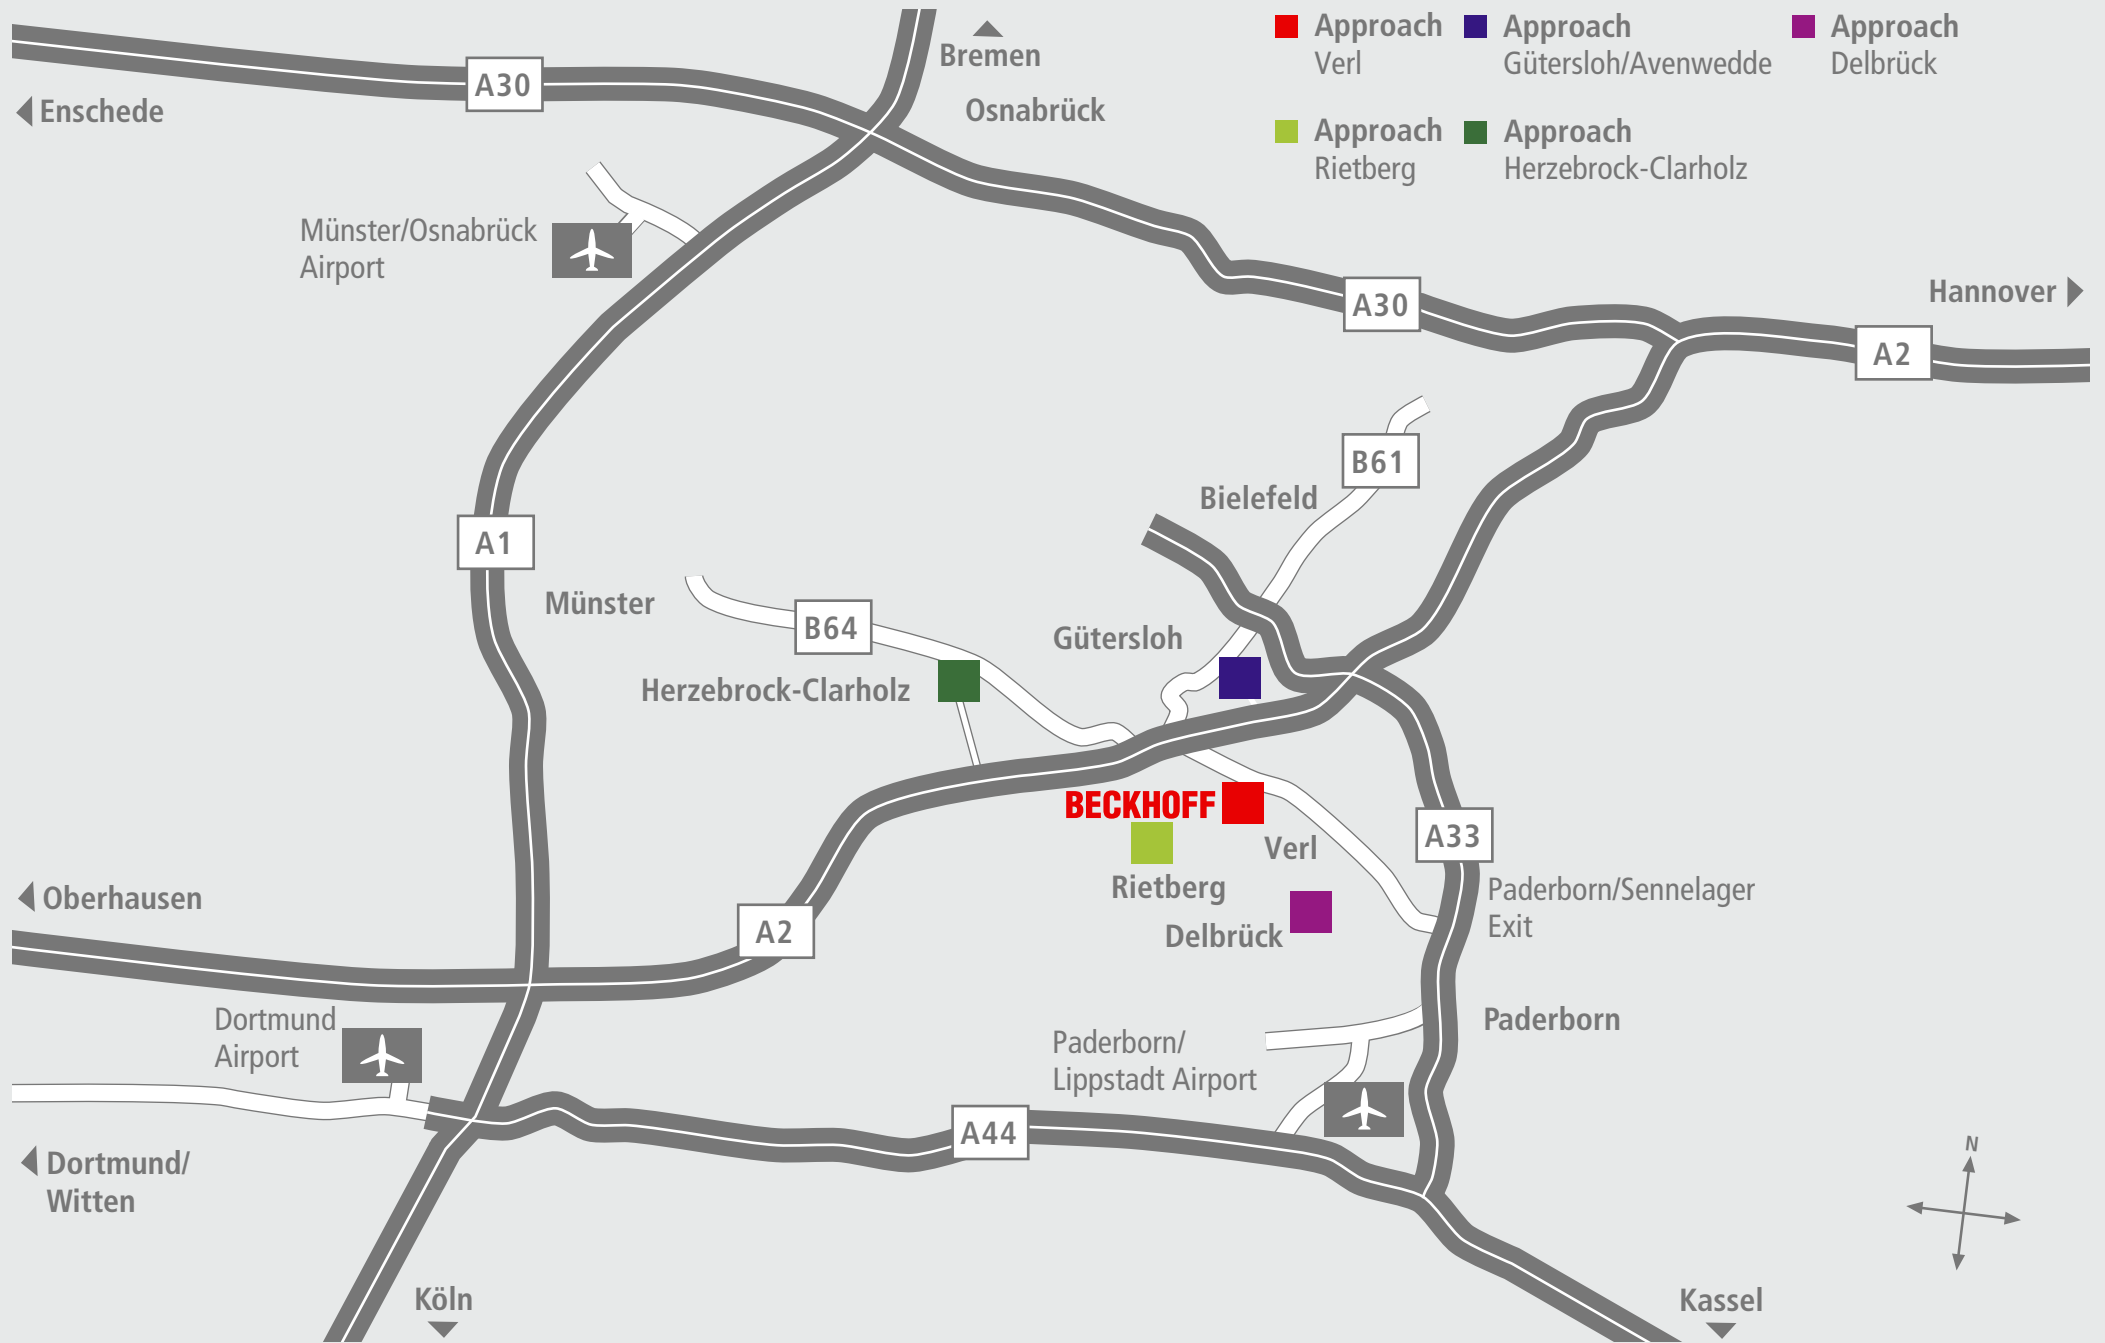 Approach
Verl
Approach
Gütersloh/Avenwedde
Approach
Delbrück
Approach
Rietberg
Approach
Herzebrock-Clarholz
Bremen
Osnabrück
A30
Enschede
Münster/Osnabrück
Airport
Hannover
A30
A2
B61
Bielefeld
A1
Münster
B64
Gütersloh
Herzebrock-Clarholz
BECKHOFF
Verl
A33
Rietberg
Paderborn/Sennelager
Exit
Delbrück
Oberhausen
A2
Dortmund
Airport
Paderborn
Paderborn/
Lippstadt Airport
A44
Dortmund/
Witten
N
Köln
Kassel